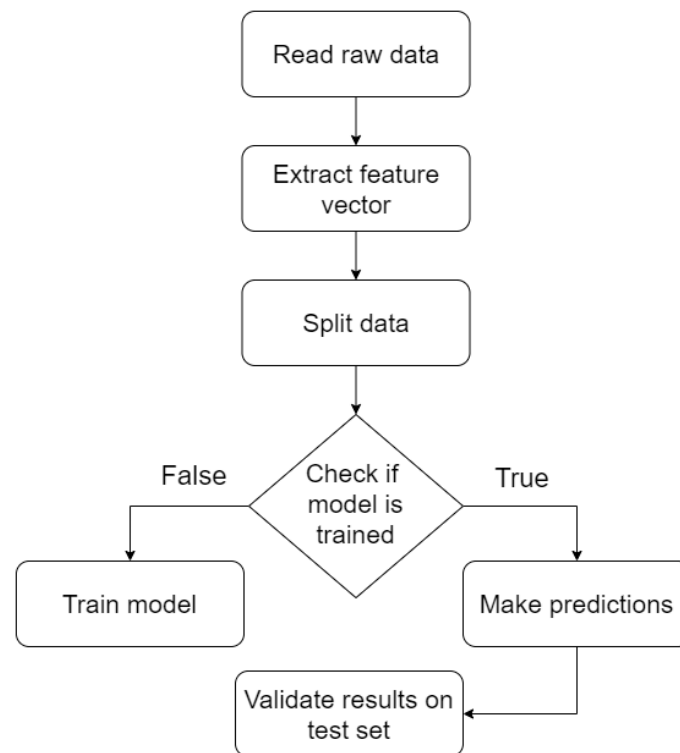 Read raw data
Extract feature
vector
Split data
False
Check if
model is
trained
True
Train model
Make predictions
Validate results on
test set